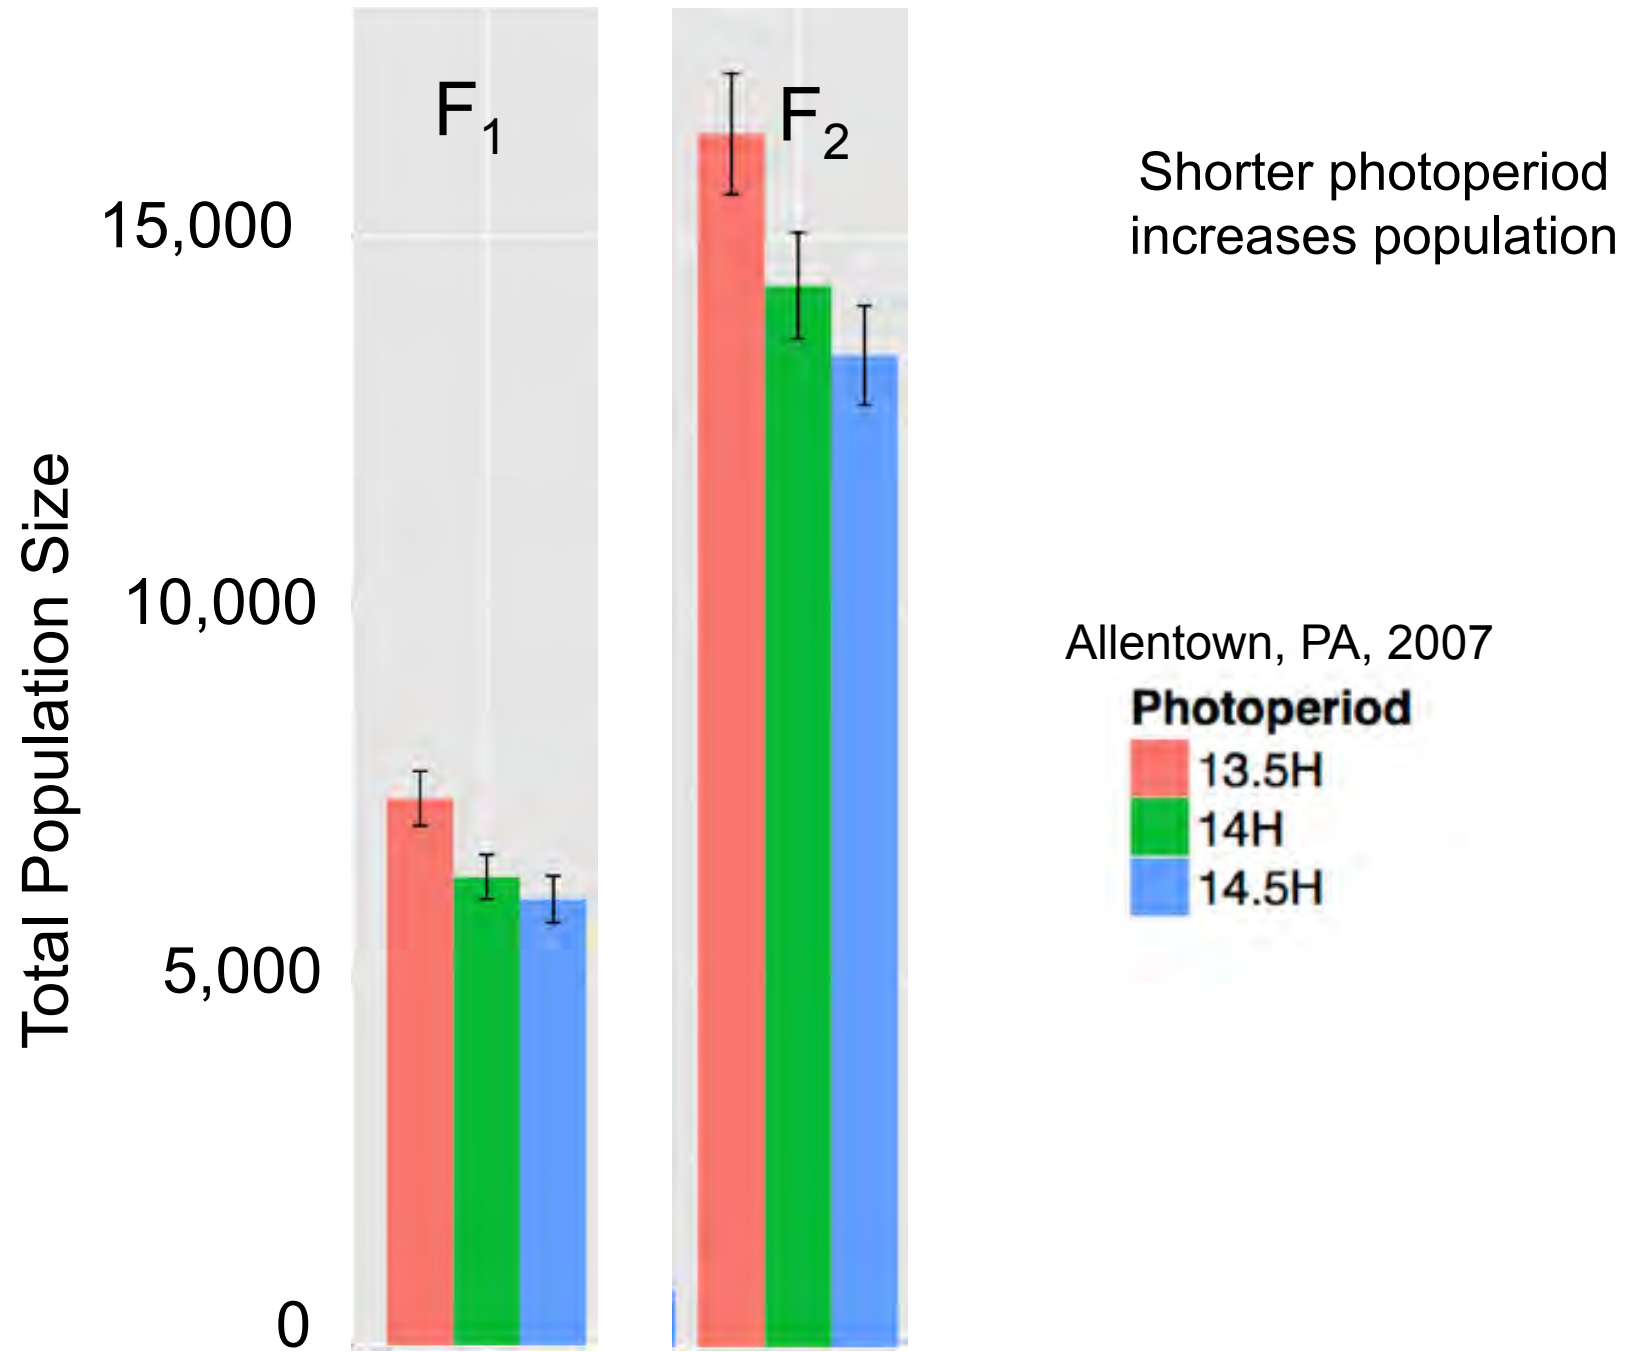 F1
F2
Shorter photoperiod
increases population
15,000
10,000
5,000
0
Total Population Size
Allentown, PA, 2007
Photoperiod
13.5H
14H
14.5H